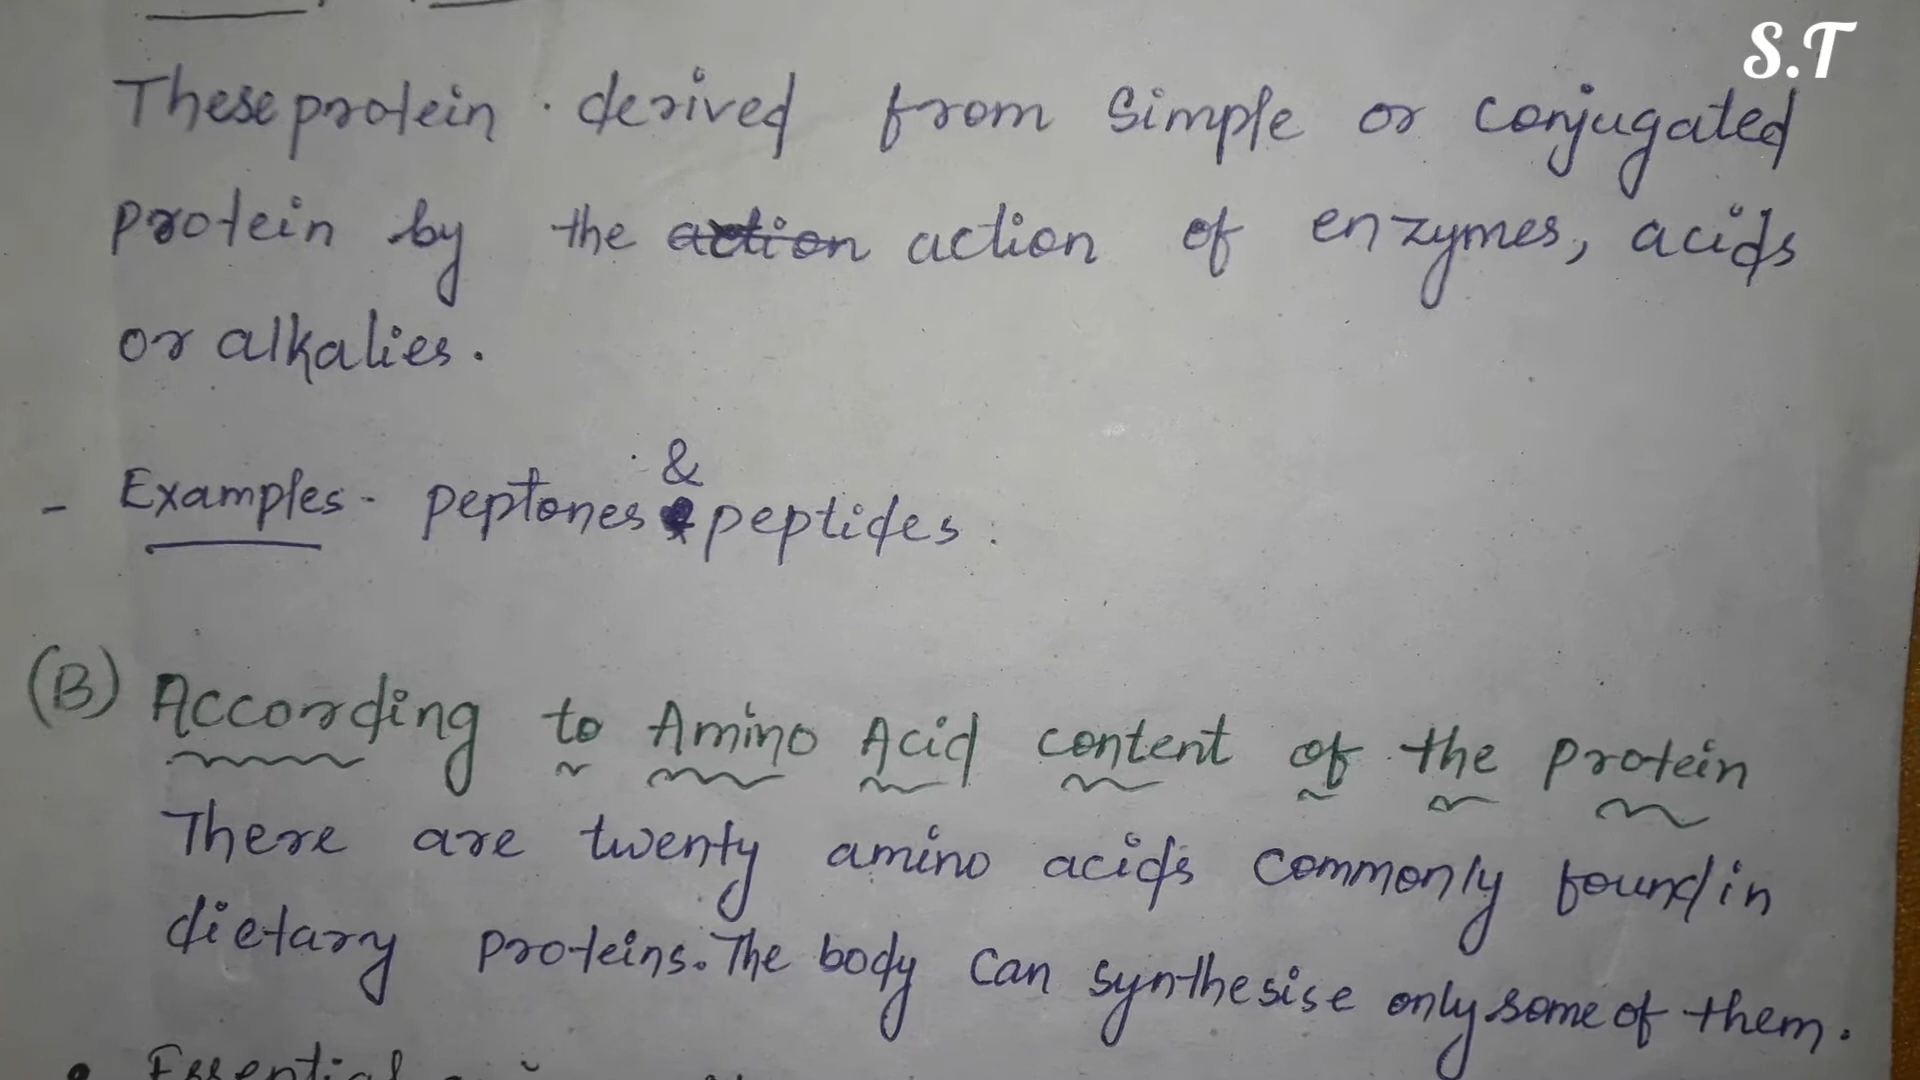 S.T
These protein derived from Simple or conjugated
protein by the action action of enzymes, acids
or alkalies.
&
- Examples - peptones peptides.
(B) According to Amino Acid content of the protein
There are twenty amino acids commonly found in
dietary proteins. The body can synthesise only some of them.
• Essential